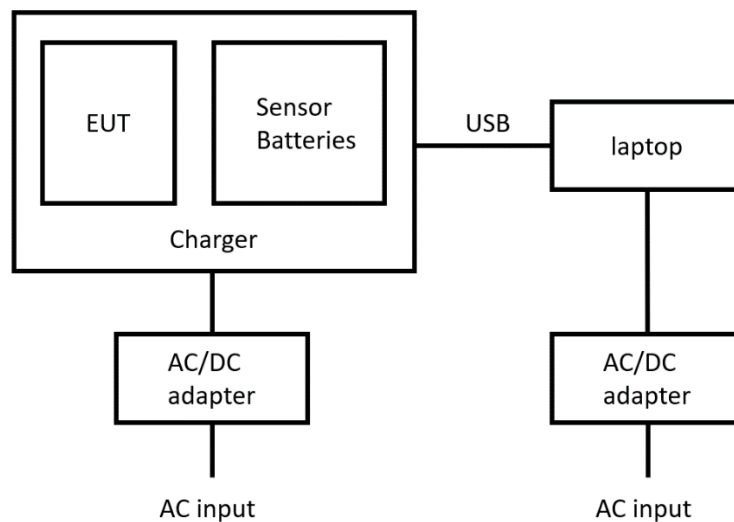 EUT
Sensor
Batteries
Charger
USB
laptop
AC/DC
adapter
AC/DC
adapter
AC input
AC input